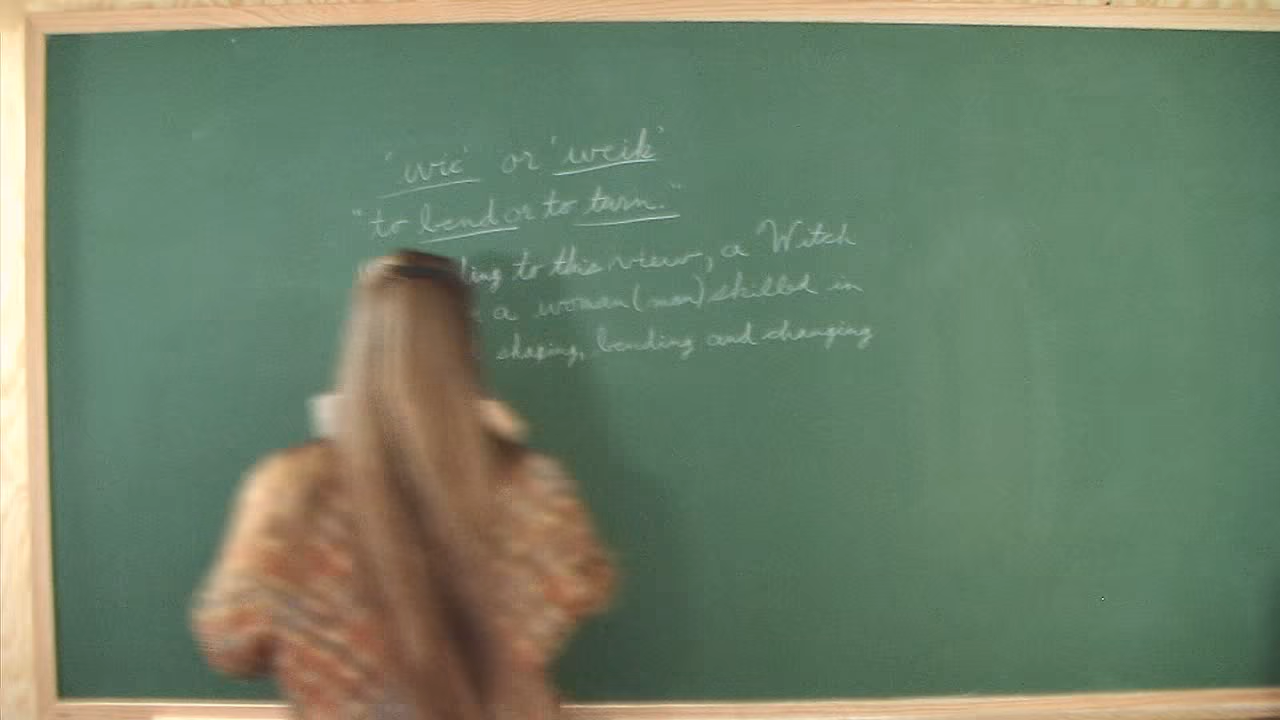 'wic' or 'weik'
"to bend or to turn."
ding to this view, a Witch
a woman (man) skilled in
shaping, bending and changing